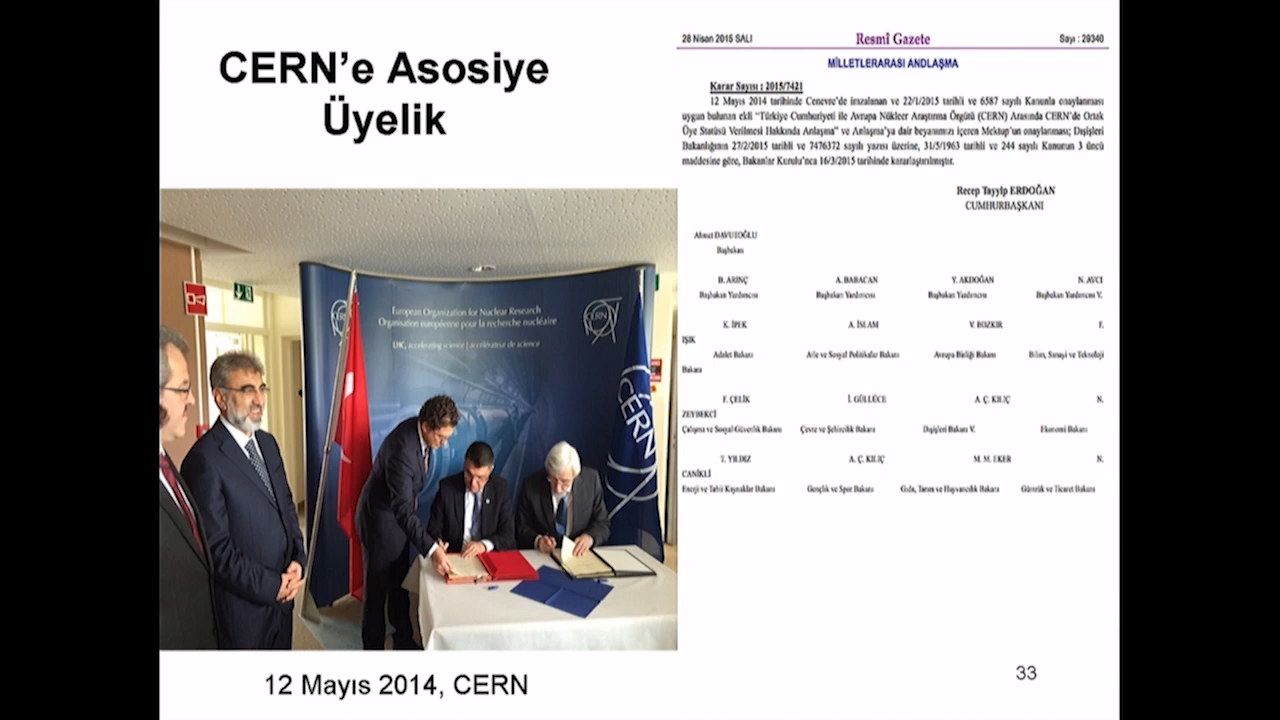 CERN'e Asosiye
Üyelik
28 Nisan 2015 SALI Resmî Gazete Sayı : 29340
MİLLETLERARASI ANDLAŞMA
Karar Sayısı : 2015/7421
12 Mayıs 2014 tarihinde Cenevre'de imzalanan ve 22/1/2015 tarihli ve 6587 sayılı Kanunla onaylanması
uygun bulunan ekli "Türkiye Cumhuriyeti ile Avrupa Nükleer Araştırma Örgütü (CERN) Arasında CERN'de Ortak
Üye Statüsü Verilmesi Hakkında Anlaşma" ve Anlaşma'ya dair beyanımızı içeren Mektup'un onaylanması; Dışişleri
Bakanlığının 27/2/2015 tarihli ve 7476372 sayılı yazısı üzerine, 31/5/1963 tarihli ve 244 sayılı Kanunun 3 üncü
maddesine göre, Bakanlar Kurulu'nca 16/3/2015 tarihinde kararlaştırılmıştır.
Recep Tayyip ERDOĞAN
CUMHURBAŞKANI
Ahmet DAVUTOĞLU
Başbakan
B. ARINÇ A. BABACAN Y. AKDOĞAN N. AVCI
Başbakan Yardımcısı Başbakan Yardımcısı Başbakan Yardımcısı Başbakan Yardımcısı V.
K. İPEK A. İSLAM V. BOZKIR F.
IŞIK
Adalet Bakanı Aile ve Sosyal Politikalar Bakanı Avrupa Birliği Bakanı Bilim, Sanayi ve Teknoloji
Bakanı
F. ÇELİK İ. GÜLLÜCE A. Ç. KILIÇ N.
ZEYBEKCİ
Çalışma ve Sosyal Güvenlik Bakanı Çevre ve Şehircilik Bakanı Dışişleri Bakanı V. Ekonomi Bakanı
T. YILDIZ A. Ç. KILIÇ M. M. EKER N.
CANİKLİ
Enerji ve Tabii Kaynaklar Bakanı Gençlik ve Spor Bakanı Gıda, Tarım ve Hayvancılık Bakanı Gümrük ve Ticaret Bakanı
European Organization for Nuclear Research
Organisation européenne pour la recherche nucléaire
LHC, accelerating science | accélérateur de science
CERN
CERN
CERN
12 Mayıs 2014, CERN
33